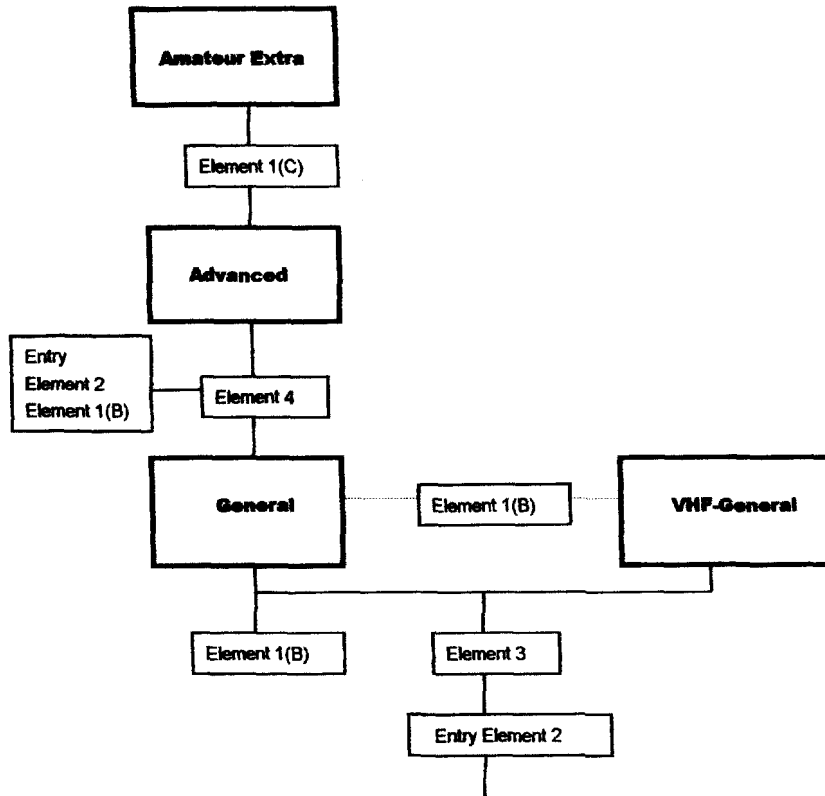 Amateur Extra
Element 1(C)
Advanced
Entry
Element 2
Element 1(B)
Element 4
General
Element 1(B)
VHF-General
Element 1(B)
Element 3
Entry Element 2